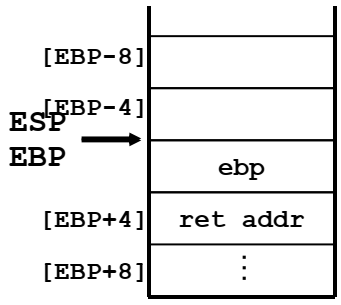 [EBP-8]
[EBP-4]
ESP
EBP
ebp
[EBP+4] ret addr
[EBP+8] ⋮